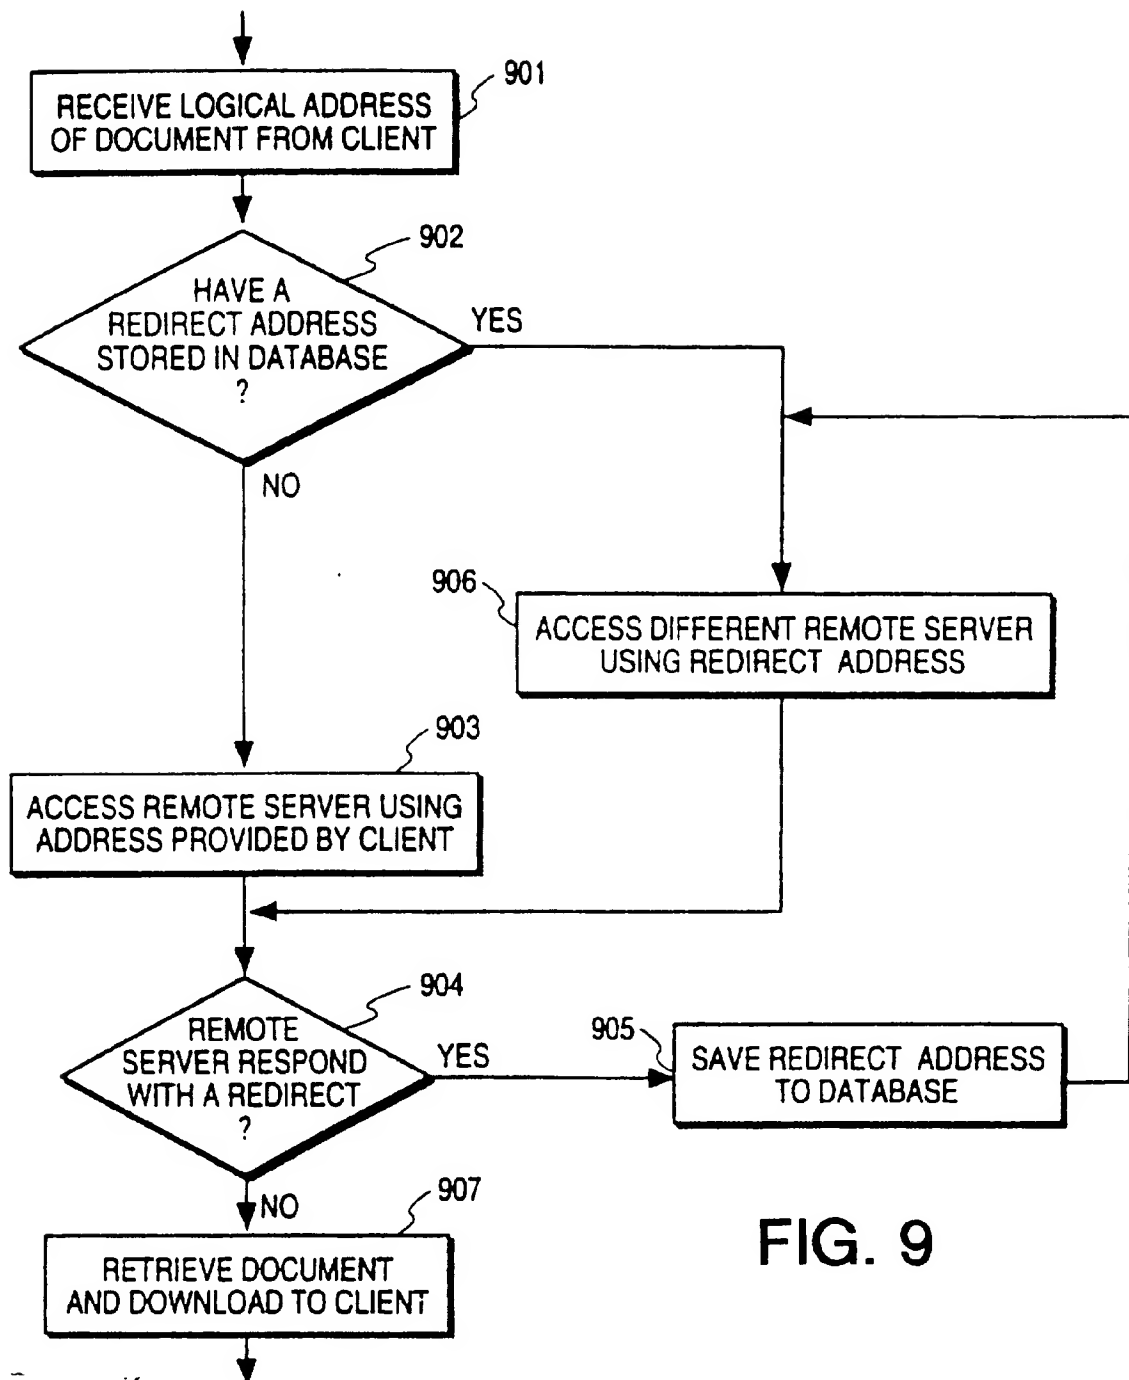 901
RECEIVE LOGICAL ADDRESS
OF DOCUMENT FROM CLIENT
902
HAVE A
REDIRECT ADDRESS
STORED IN DATABASE
?
YES
NO
906
ACCESS DIFFERENT REMOTE SERVER
USING REDIRECT ADDRESS
903
ACCESS REMOTE SERVER USING
ADDRESS PROVIDED BY CLIENT
904
REMOTE
SERVER RESPOND
WITH A REDIRECT
?
YES
905
SAVE REDIRECT ADDRESS
TO DATABASE
NO
907
RETRIEVE DOCUMENT
AND DOWNLOAD TO CLIENT
FIG. 9